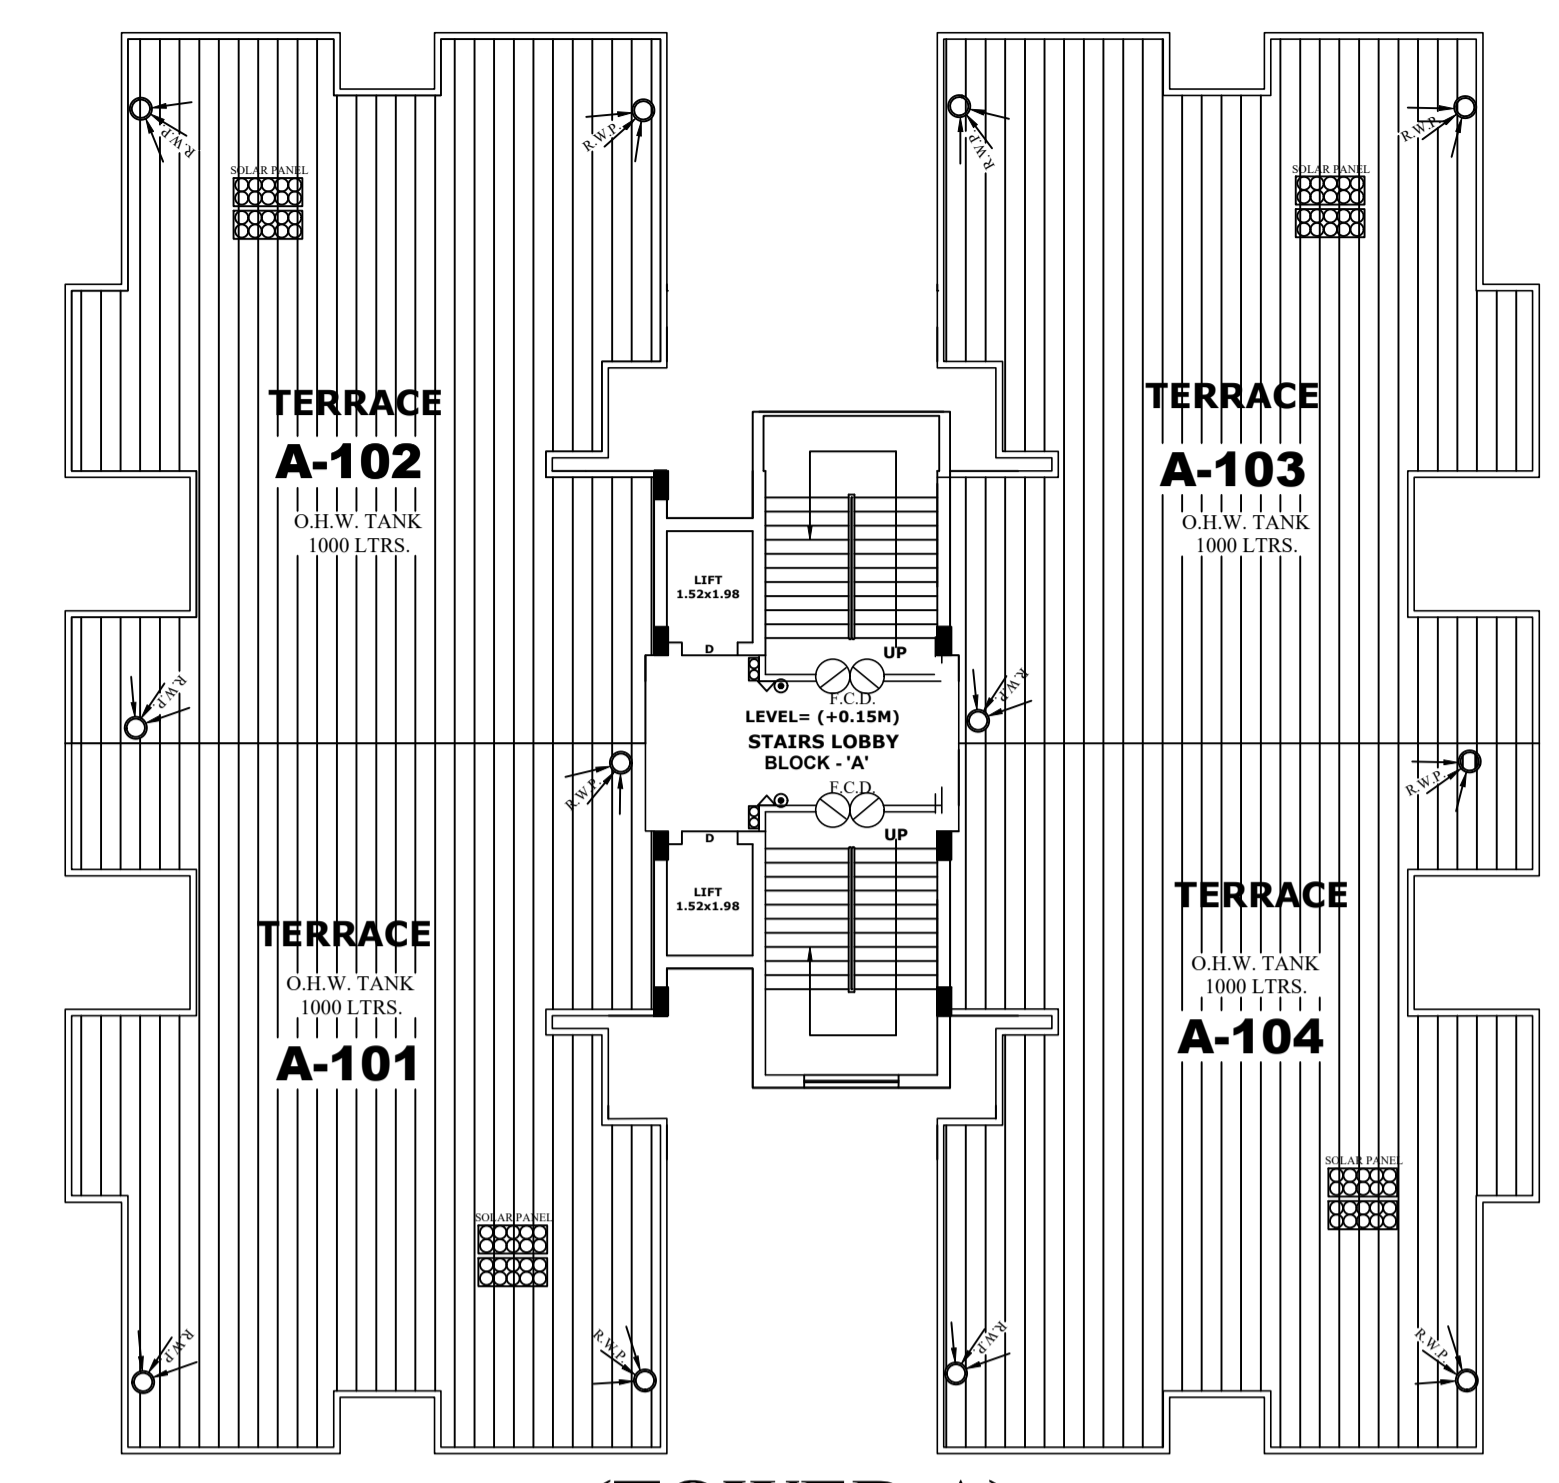 R.W.P.
R.W.P.
R.W.P.
R.W.P.
SOLAR PANEL
SOLAR PANEL
TERRACE
A-102
O.H.W. TANK
1000 LTRS.
TERRACE
A-103
O.H.W. TANK
1000 LTRS.
LIFT
1.52x1.98
D
UP
R.W.P.
R.W.P.
F.C.D.
LEVEL= (+0.15M)
STAIRS LOBBY
BLOCK - 'A'
F.C.D.
R.W.P.
R.W.P.
D
UP
LIFT
1.52x1.98
TERRACE
O.H.W. TANK
1000 LTRS.
A-101
TERRACE
O.H.W. TANK
1000 LTRS.
A-104
SOLAR PANEL
SOLAR PANEL
R.W.P.
R.W.P.
R.W.P.
R.W.P.